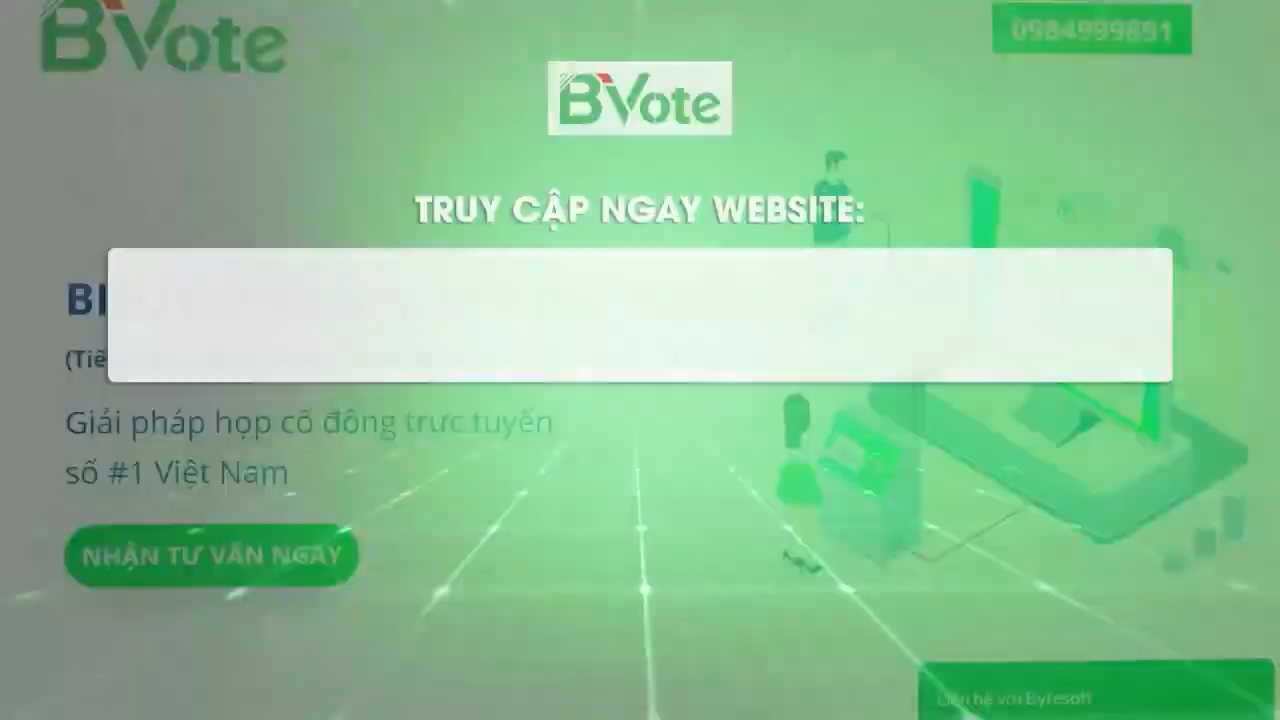 BVote
0984999891
BVote
TRUY CẬP NGAY WEBSITE:
(Tiê
Giải pháp họp cổ đông trực tuyến
số #1 Việt Nam
NHẬN TƯ VẤN NGAY
Liên hệ với Bytesoft